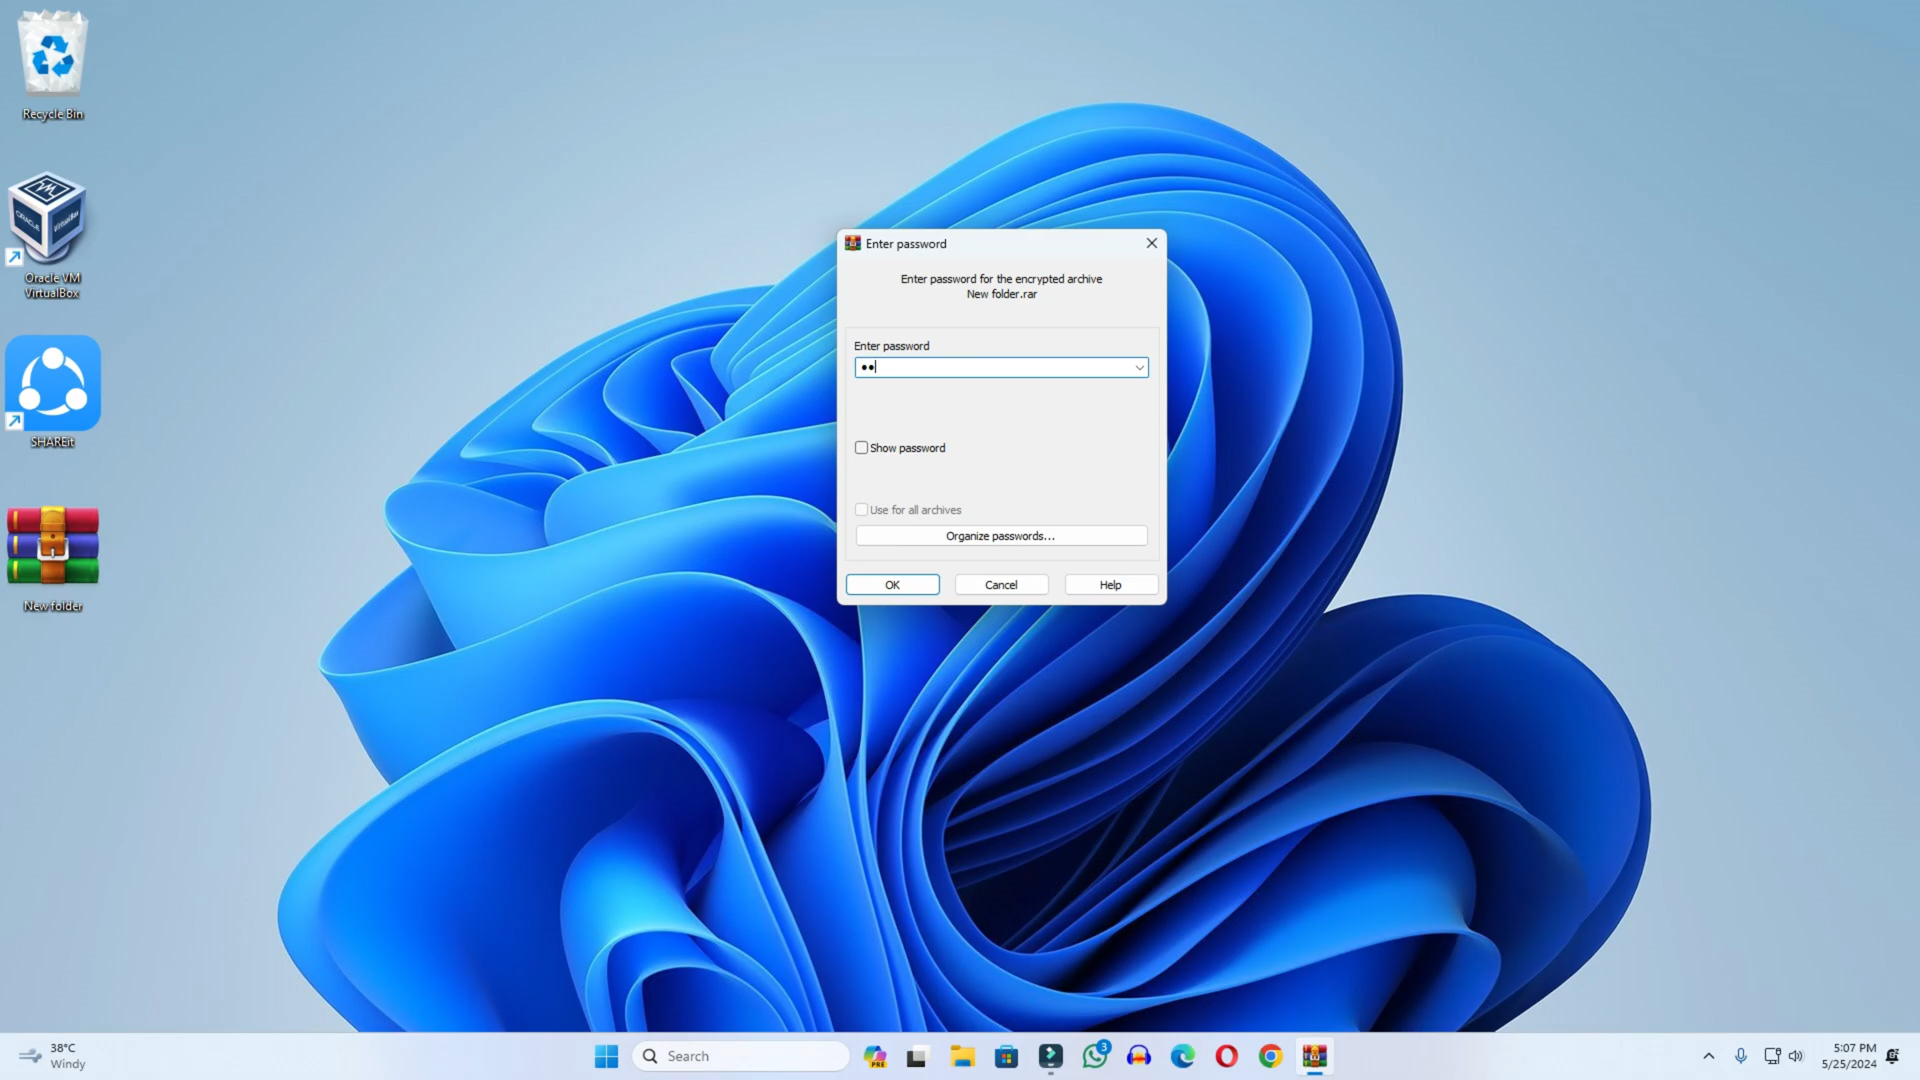 Recycle Bin
Oracle VM
VirtualBox
SHAREit
New folder
Enter password
Enter password for the encrypted archive
New folder.rar
Enter password
Show password
Use for all archives
Organize passwords...
OK
Cancel
Help
38°C
Windy
Search
PRE
3
5:07 PM
5/25/2024